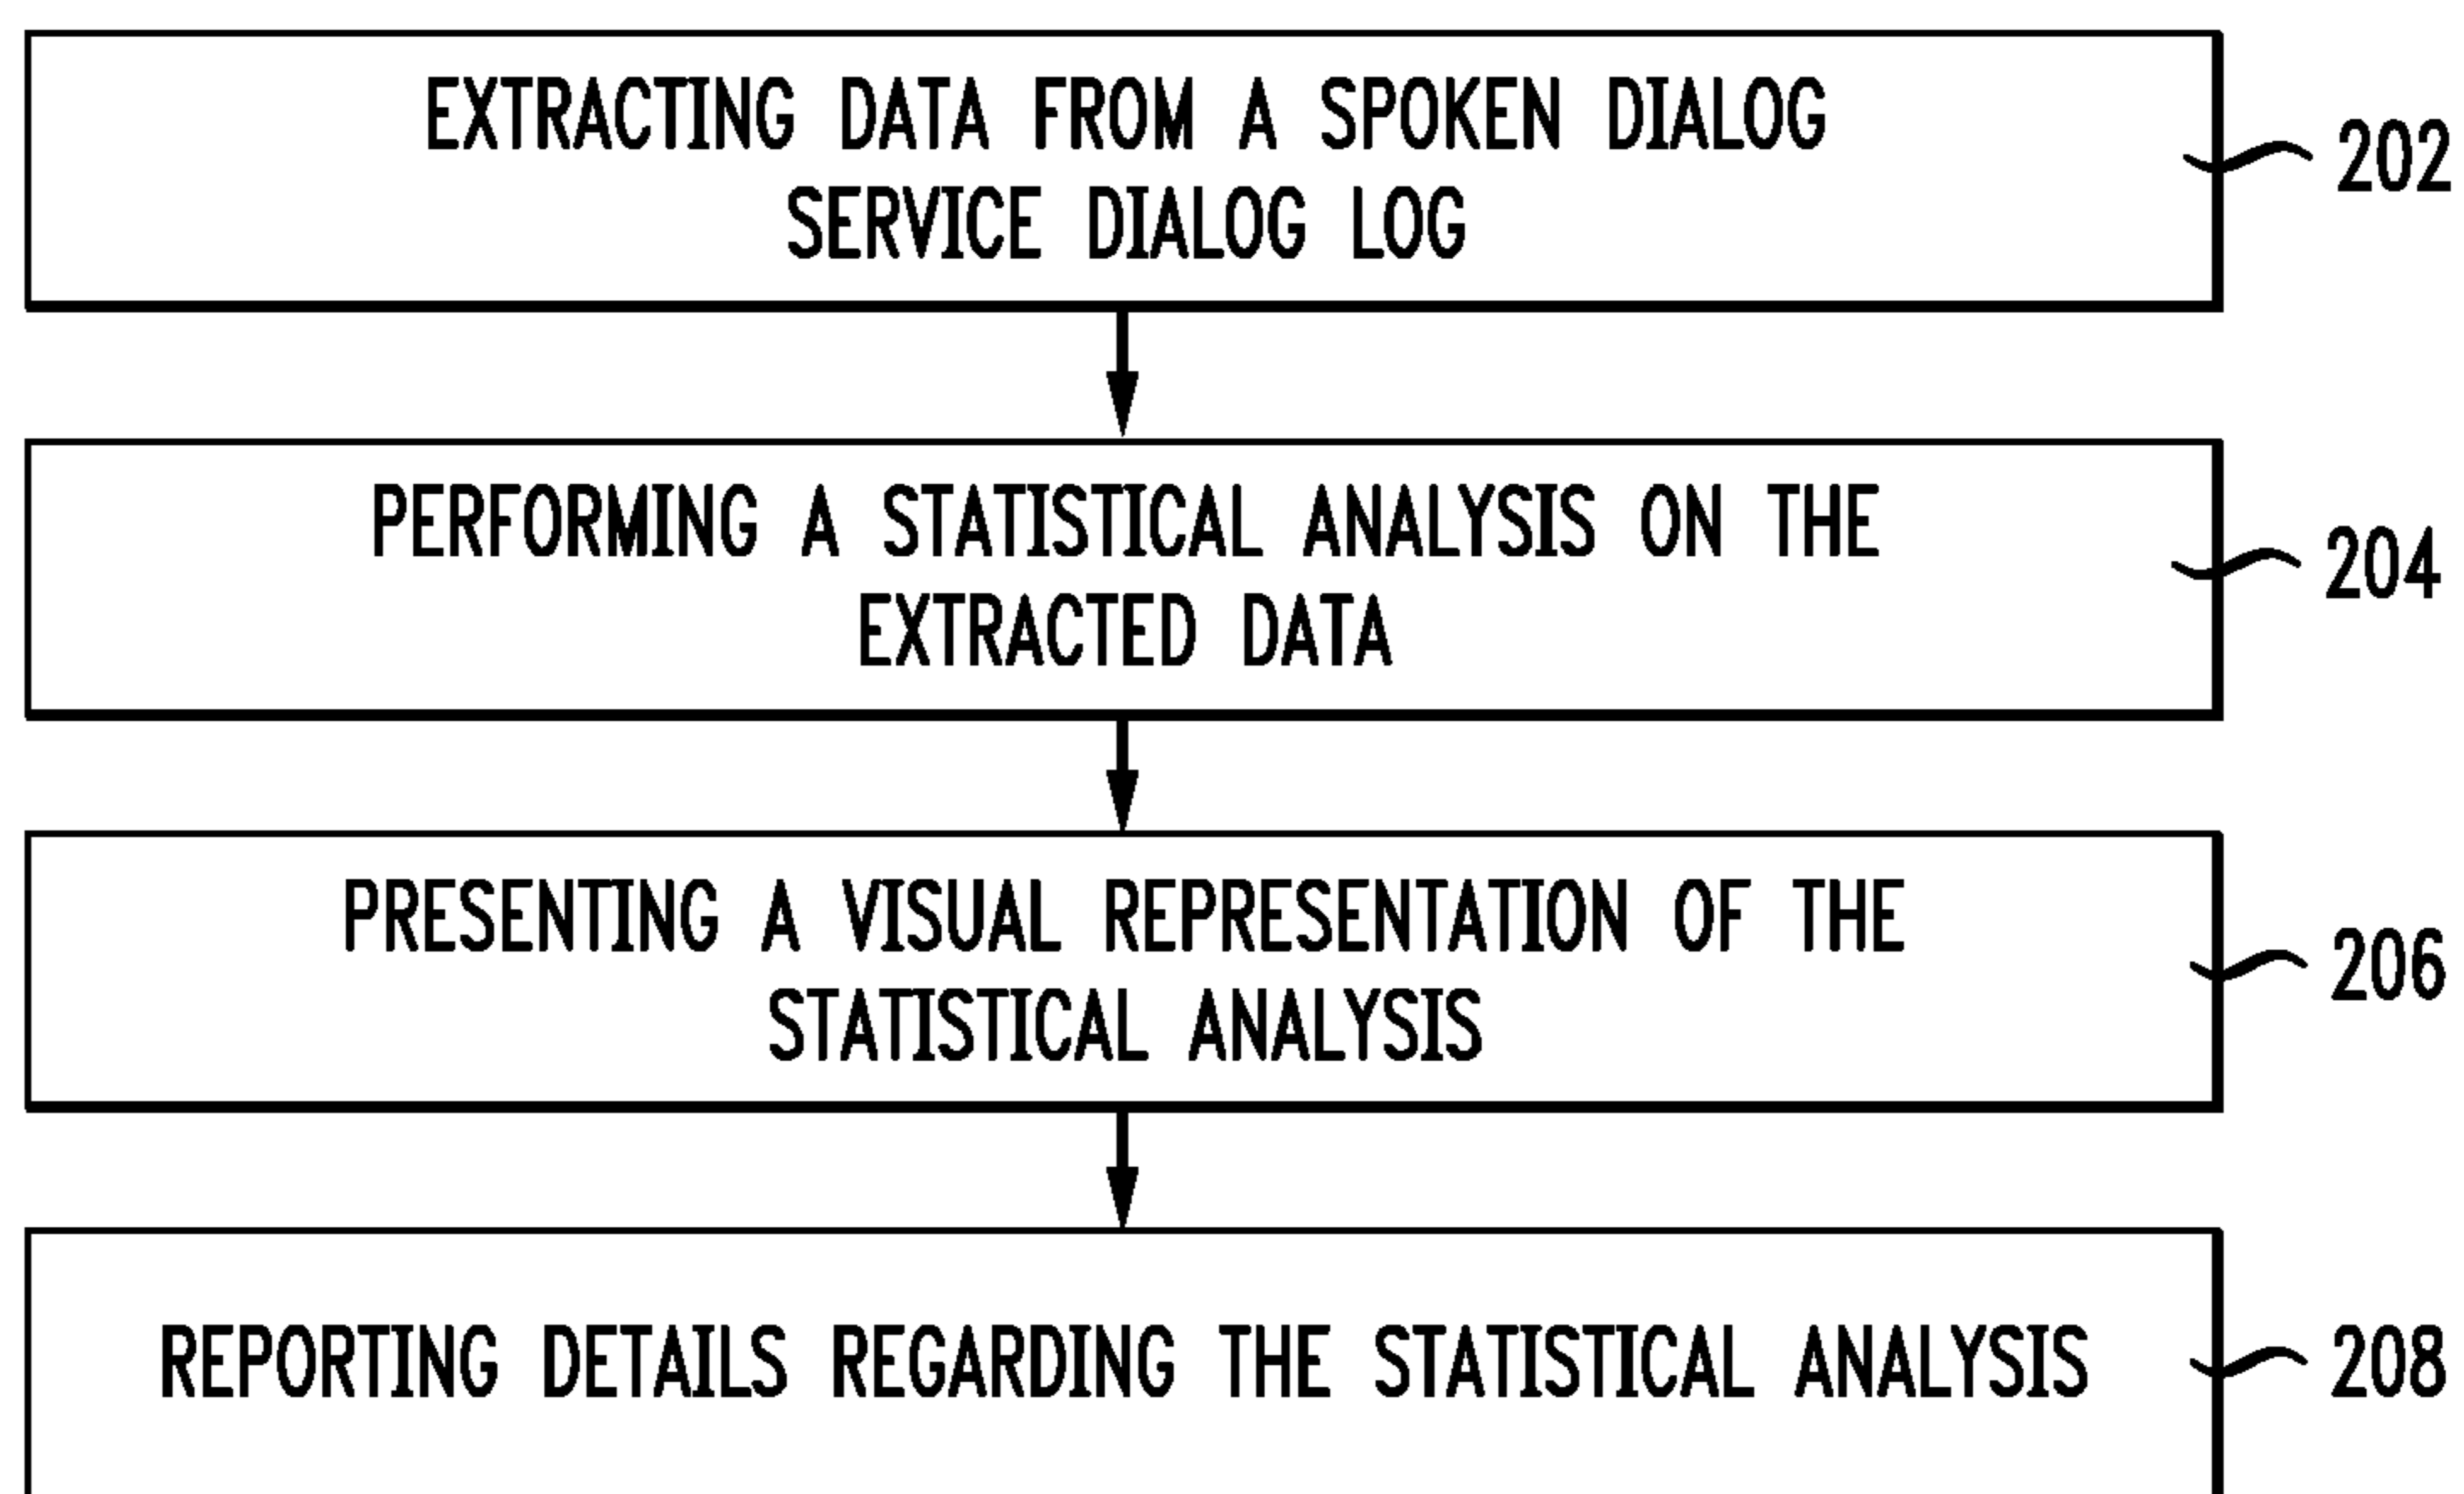 EXTRACTING DATA FROM A SPOKEN DIALOG
SERVICE DIALOG LOG
202
PERFORMING A STATISTICAL ANALYSIS ON THE
EXTRACTED DATA
204
PRESENTING A VISUAL REPRESENTATION OF THE
STATISTICAL ANALYSIS
206
REPORTING DETAILS REGARDING THE STATISTICAL ANALYSIS
208